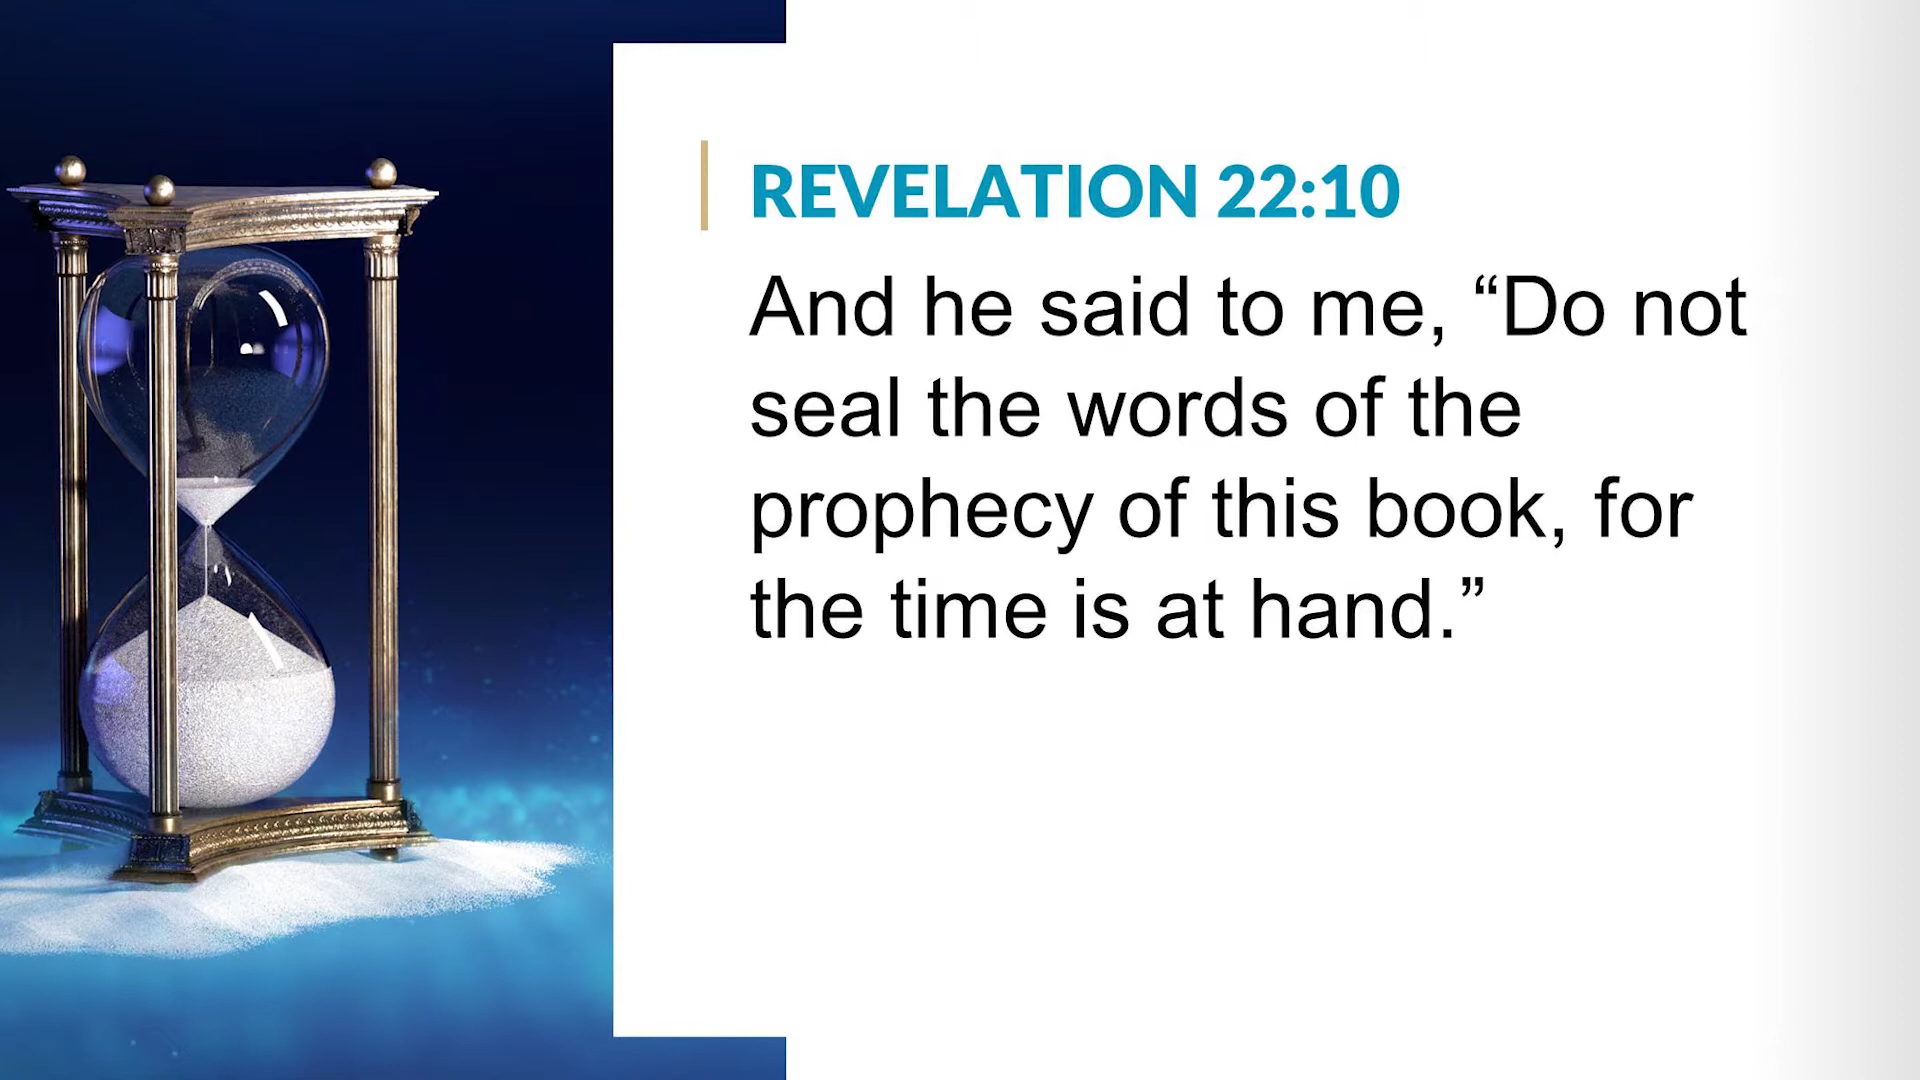 REVELATION 22:10
And he said to me, “Do not
seal the words of the
prophecy of this book, for
the time is at hand.”